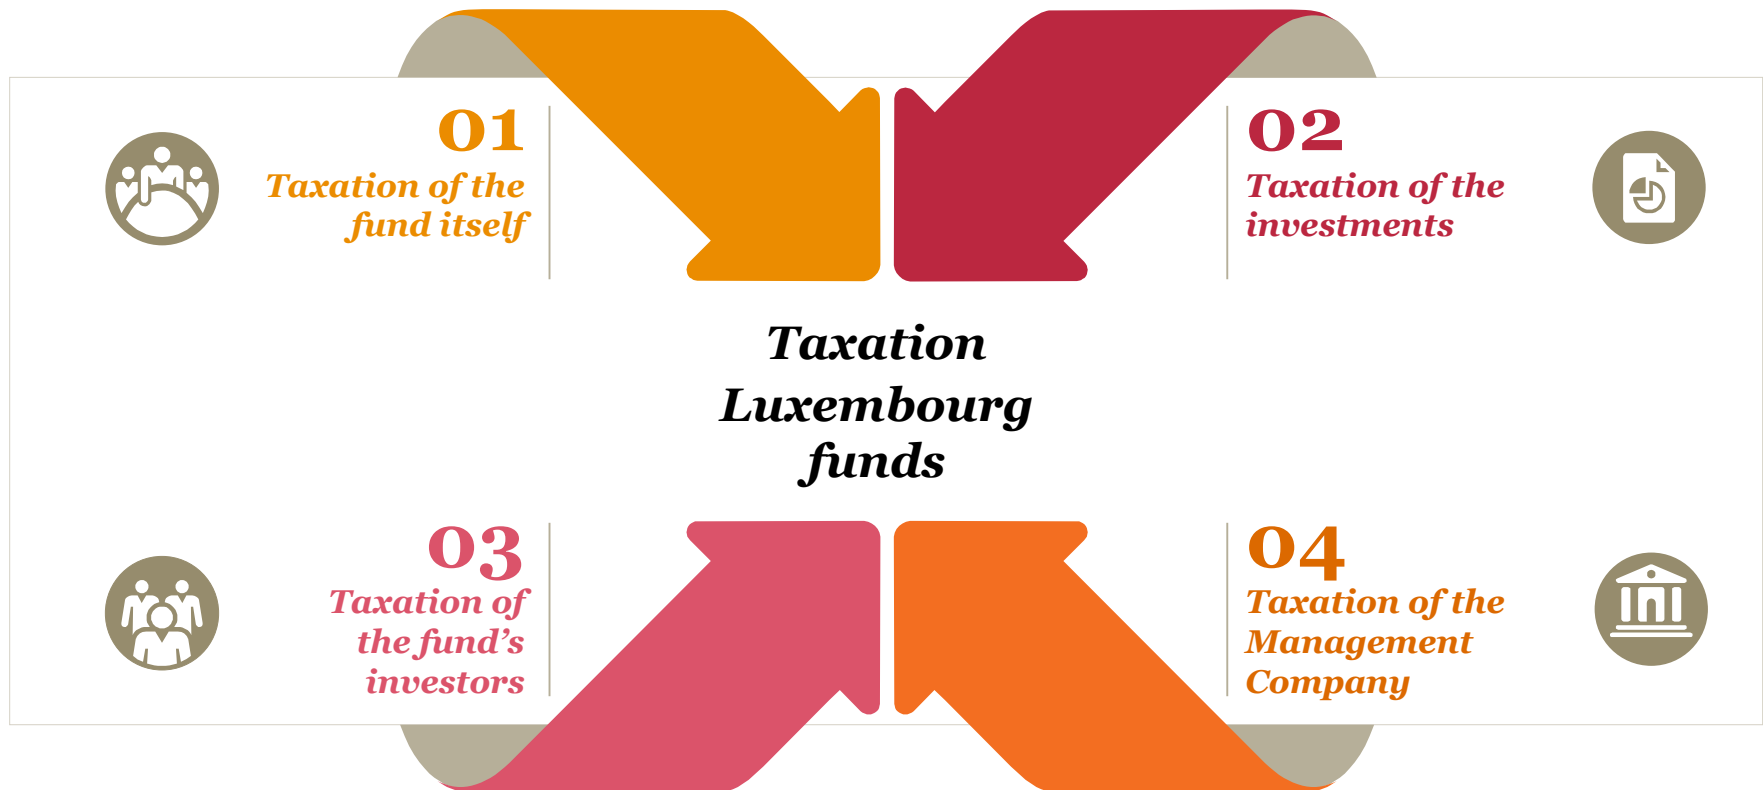 01
Taxation of the
fund itself
02
Taxation of the
investments
Taxation
Luxembourg
funds
03
Taxation of
the fund’s
investors
04
Taxation of the
Management
Company